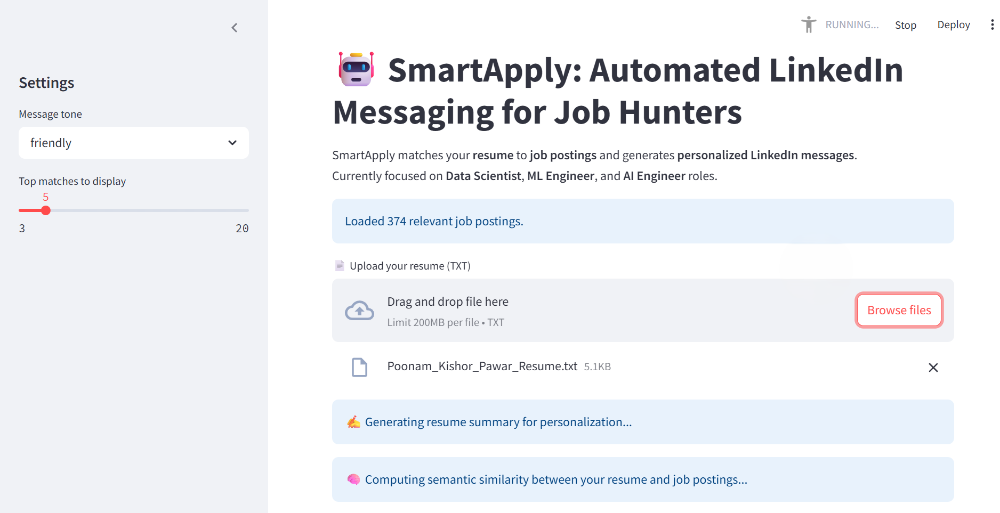 RUNNING...
Stop
Deploy
Settings
Message tone
friendly
Top matches to display
5
3
20
SmartApply: Automated LinkedIn
Messaging for Job Hunters
SmartApply matches your resume to job postings and generates personalized LinkedIn messages.
Currently focused on Data Scientist, ML Engineer, and AI Engineer roles.
Loaded 374 relevant job postings.
Upload your resume (TXT)
Drag and drop file here
Limit 200MB per file • TXT
Browse files
Poonam_Kishor_Pawar_Resume.txt 5.1KB
Generating resume summary for personalization...
Computing semantic similarity between your resume and job postings...